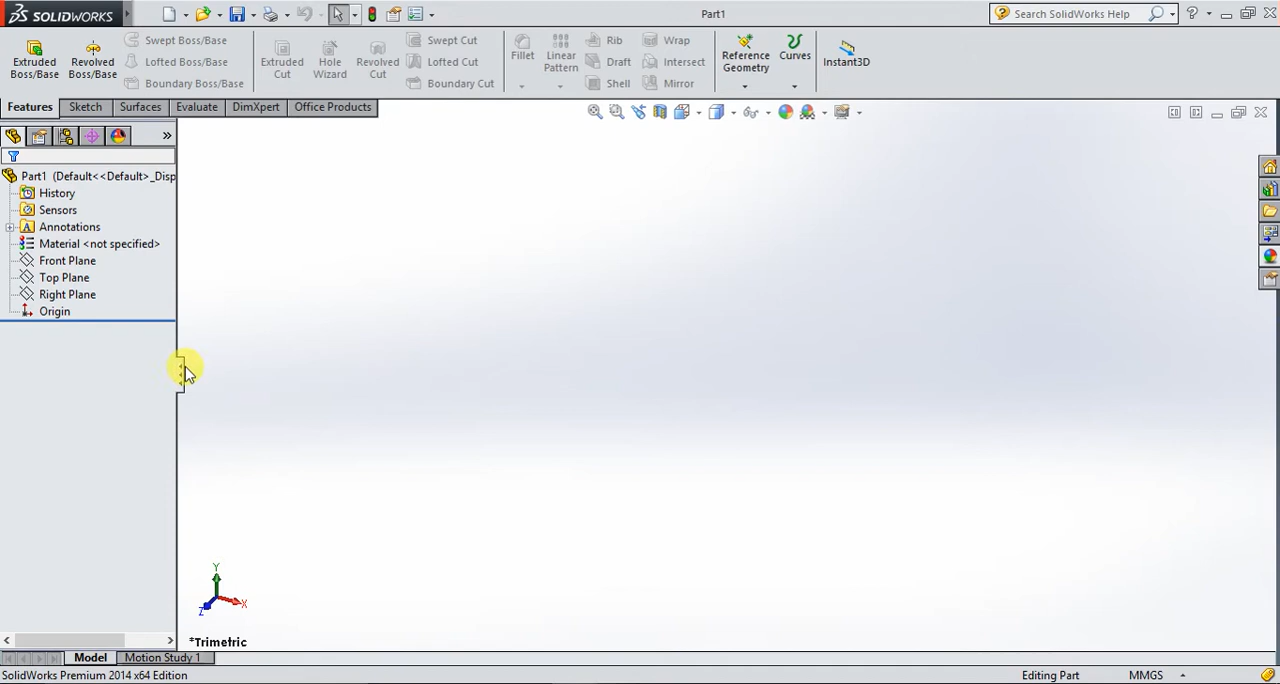 SOLIDWORKS
Part1
Search SolidWorks Help
Extruded Boss/Base
Revolved Boss/Base
Swept Boss/Base
Lofted Boss/Base
Boundary Boss/Base
Extruded Cut
Hole Wizard
Revolved Cut
Swept Cut
Lofted Cut
Boundary Cut
Fillet
Linear Pattern
Rib
Draft
Shell
Wrap
Intersect
Mirror
Reference Geometry
Curves
Instant3D
Features
Sketch
Surfaces
Evaluate
DimXpert
Office Products
Part1 (Default<<Default>_Disp
History
Sensors
Annotations
Material <not specified>
Front Plane
Top Plane
Right Plane
Origin
Y
X
Z
*Trimetric
Model
Motion Study 1
SolidWorks Premium 2014 x64 Edition
Editing Part
MMGS